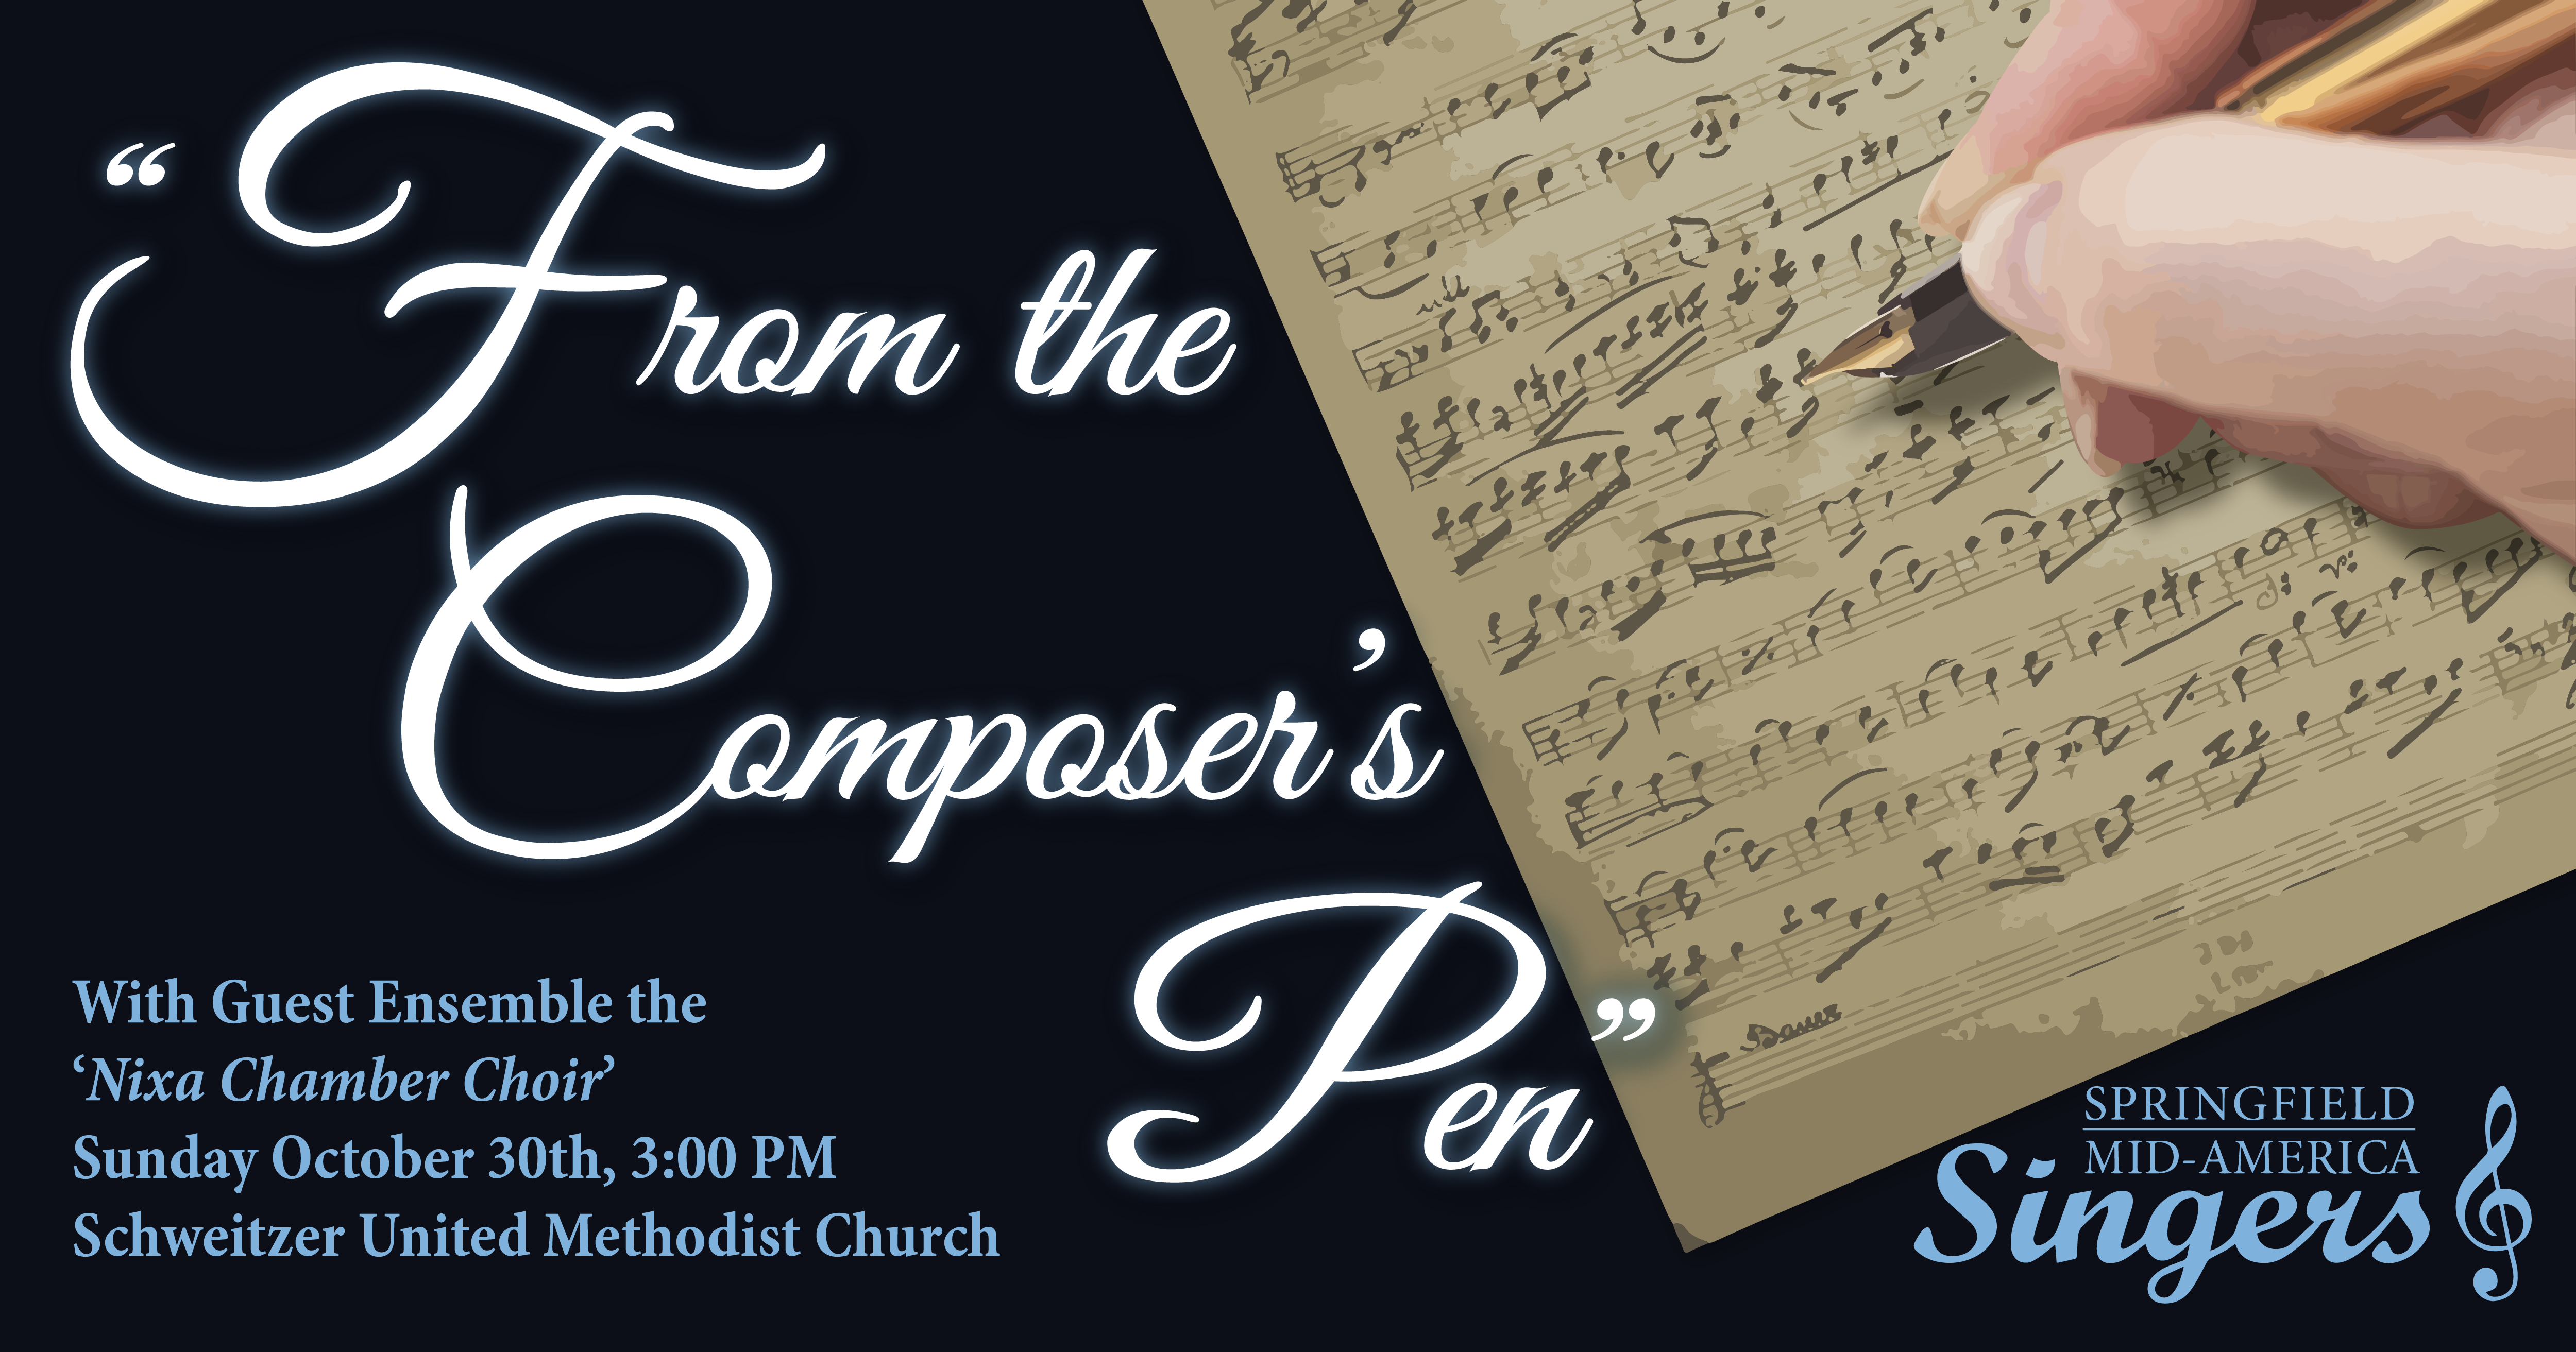 “From the
Composer’s
Pen”
With Guest Ensemble the
‘Nixa Chamber Choir’
Sunday October 30th, 3:00 PM
Schweitzer United Methodist Church
SPRINGFIELD
MID-AMERICA
Singers